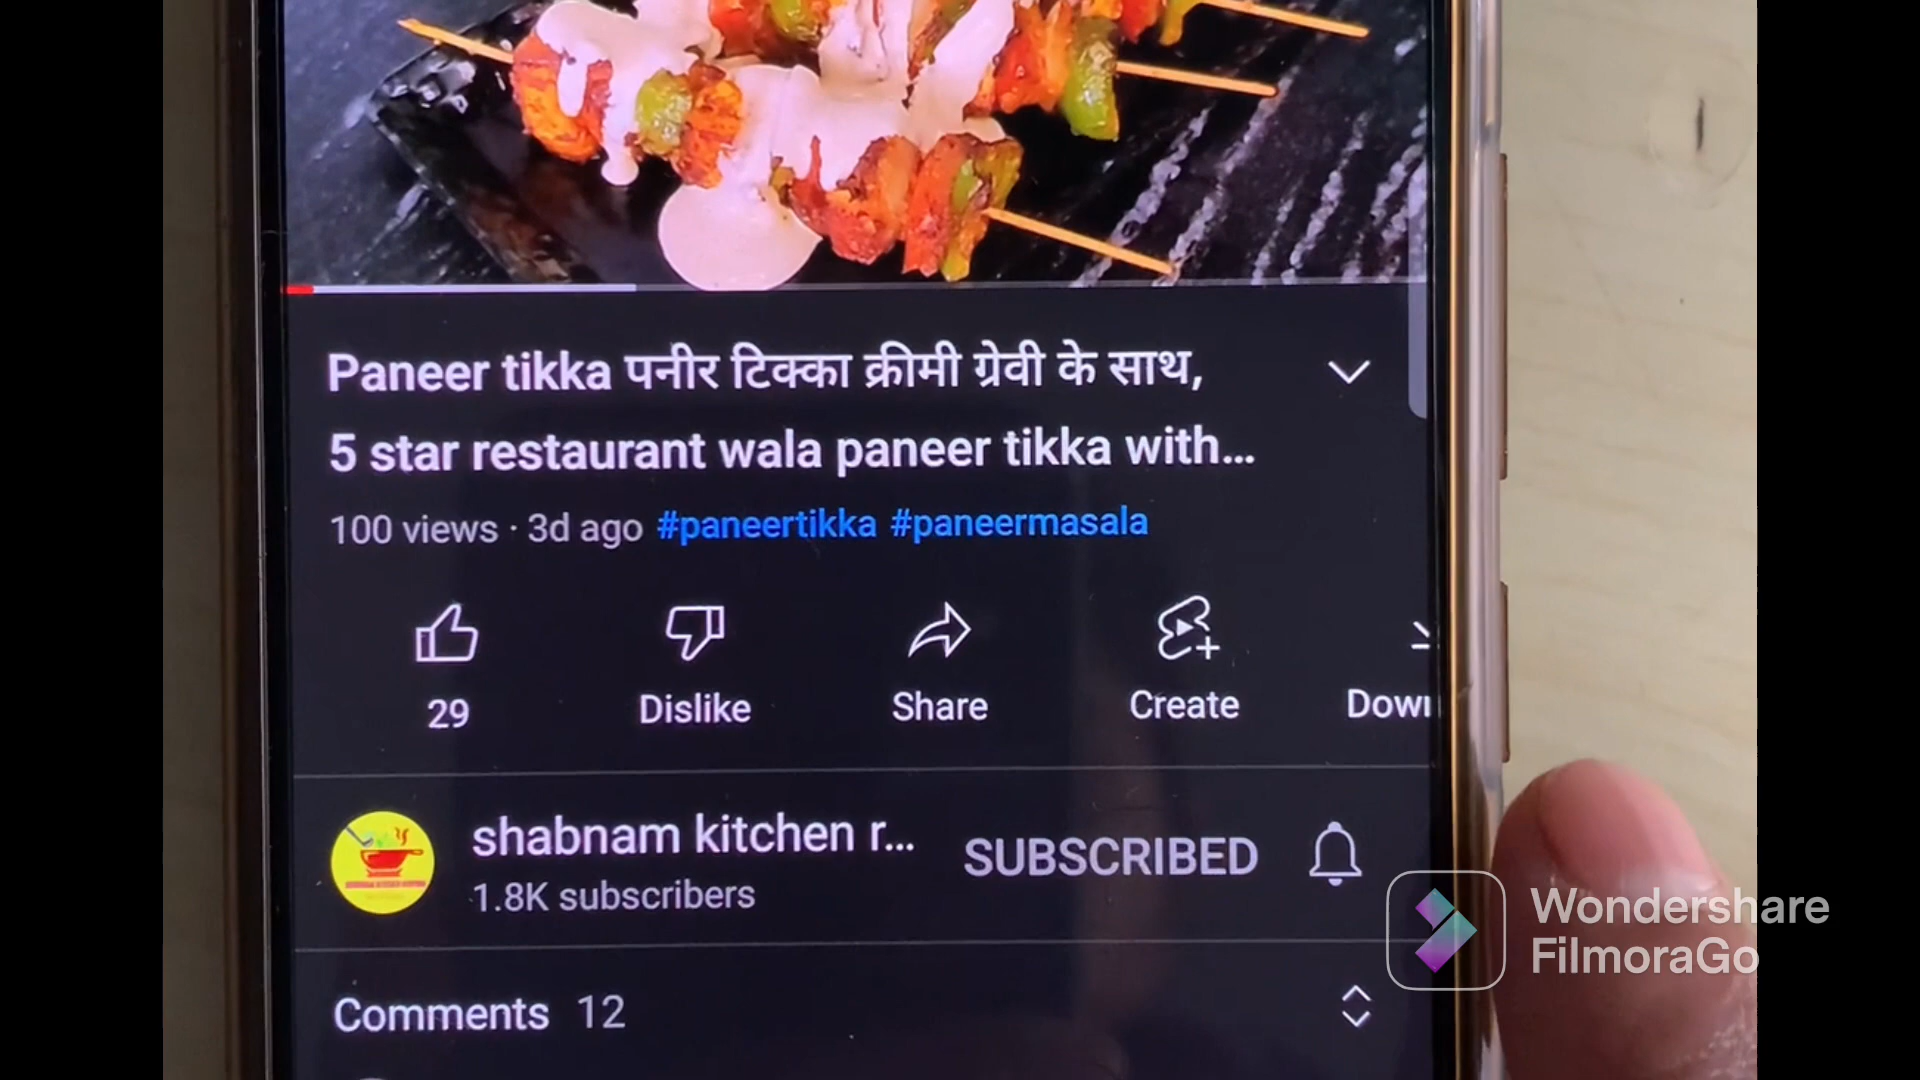 Paneer tikka पनीर टिक्का क्रीमी ग्रेवी के साथ,
5 star restaurant wala paneer tikka with...
100 views · 3d ago #paneertikka #paneermasala
29 Dislike Share Create Down
shabnam kitchen r...
1.8K subscribers
SUBSCRIBED
Wondershare
FilmoraGo
Comments 12